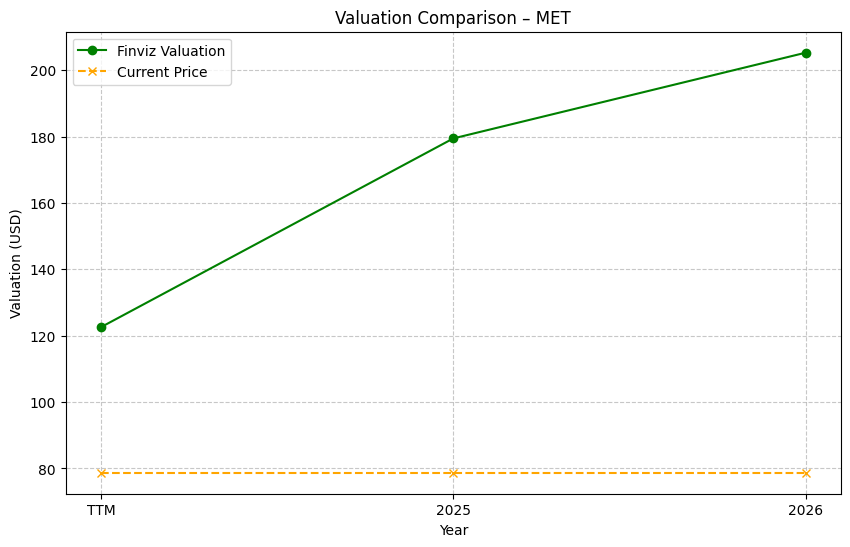 Valuation Comparison – MET
Finviz Valuation
Current Price
Valuation (USD)
200
180
160
140
120
100
80
TTM
2025
2026
Year